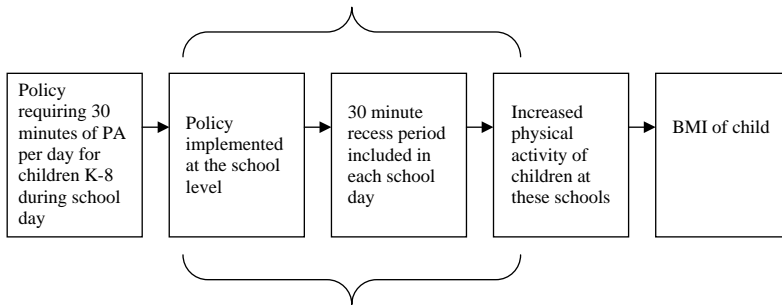 Policy
requiring 30
minutes of PA
per day for
children K-8
during school
day
Policy
implemented
at the school
level
30 minute
recess period
included in
each school
day
Increased
physical
activity of
children at
these schools
BMI of child